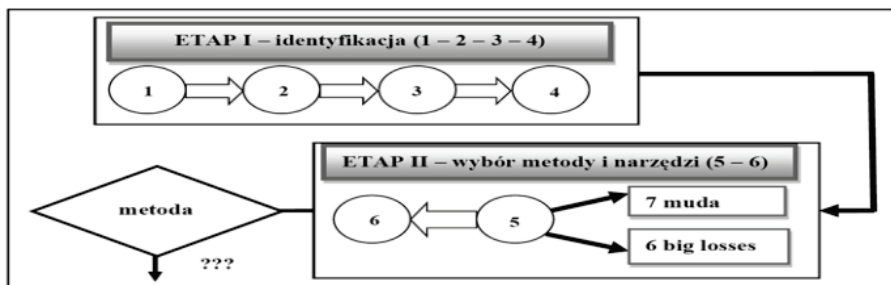 ETAP I – identyfikacja (1 – 2 – 3 – 4)
1
2
3
4
ETAP II – wybór metody i narzędzi (5 – 6)
metoda
6
5
7 muda
6 big losses
???